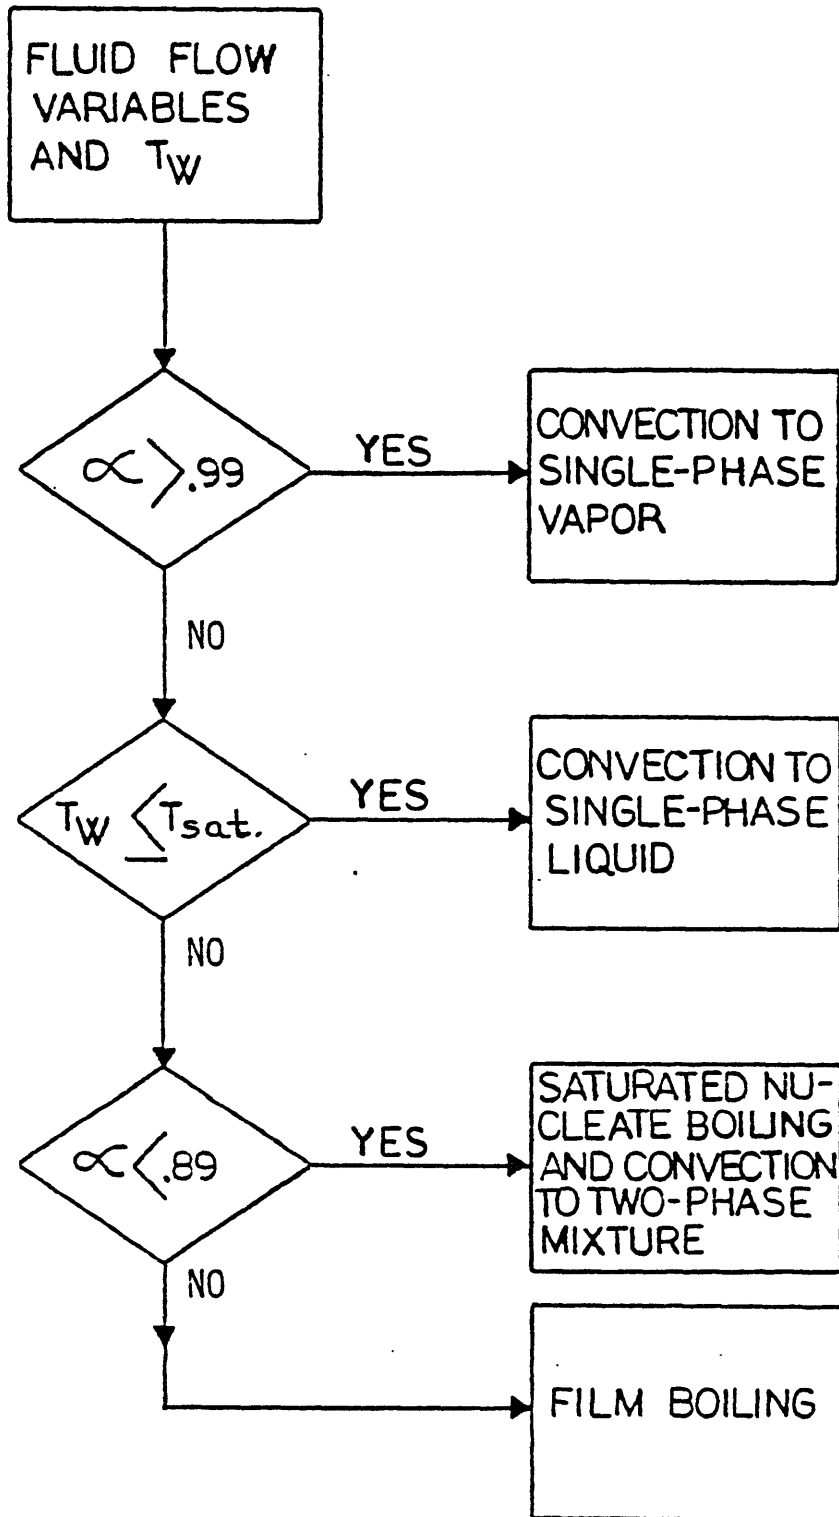 FLUID FLOW
VARIABLES
AND T_W
∝ > .99
YES
CONVECTION TO
SINGLE-PHASE
VAPOR
NO
T_W ≤ T_sat.
YES
CONVECTION TO
SINGLE-PHASE
LIQUID
NO
∝ < .89
YES
SATURATED NU-
CLEATE BOILING
AND CONVECTION
TO TWO-PHASE
MIXTURE
NO
FILM BOILING